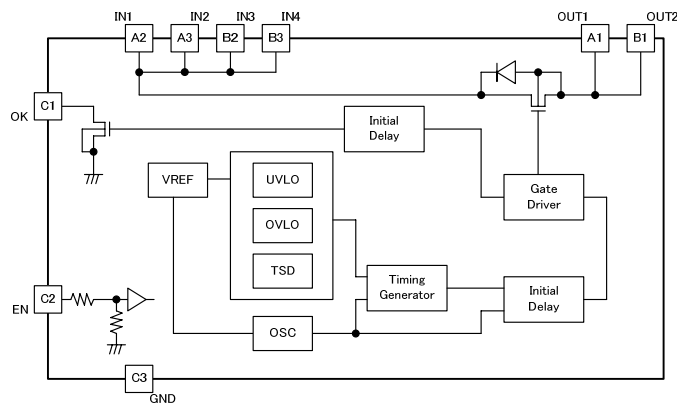 IN1
IN2
IN3
IN4
OUT1
OUT2
A2
A3
B2
B3
A1
B1
C1
OK
Initial
Delay
VREF
UVLO
OVLO
TSD
Gate
Driver
C2
EN
Timing
Generator
Initial
Delay
OSC
C3
GND